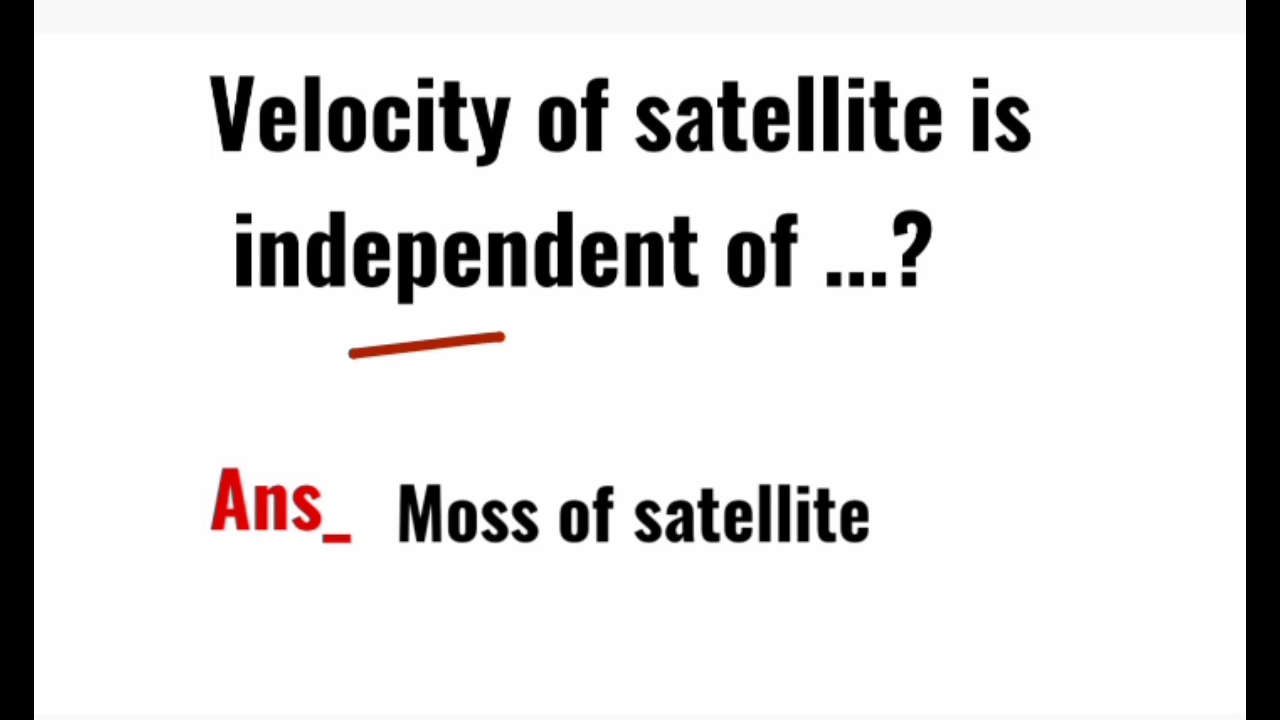 Velocity of satellite is
independent of ...?
Ans_ Moss of satellite